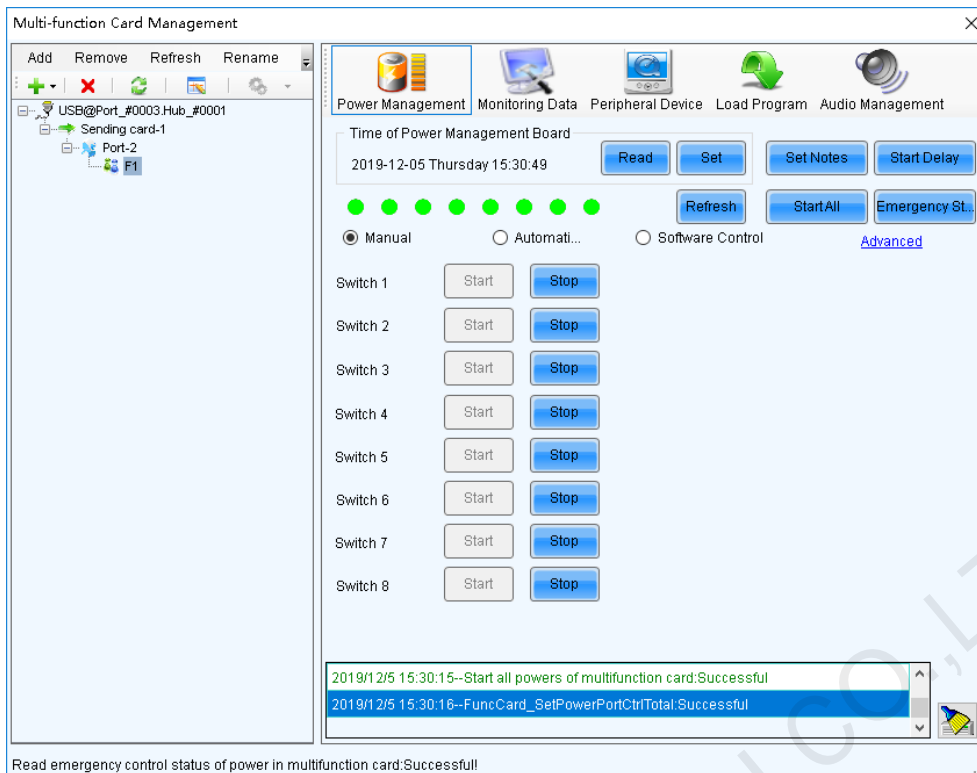 Multi-function Card Management
Add Remove Refresh Rename
USB@Port_#0003.Hub_#0001
Sending card-1
Port-2
F1
Power Management Monitoring Data Peripheral Device Load Program Audio Management
Time of Power Management Board
2019-12-05 Thursday 15:30:49 Read Set Set Notes Start Delay
Refresh Start All Emergency St...
Manual Automati... Software Control Advanced
Switch 1 Start Stop
Switch 2 Start Stop
Switch 3 Start Stop
Switch 4 Start Stop
Switch 5 Start Stop
Switch 6 Start Stop
Switch 7 Start Stop
Switch 8 Start Stop
2019/12/5 15:30:15--Start all powers of multifunction card:Successful
2019/12/5 15:30:16--FuncCard_SetPowerPortCtrlTotal:Successful
Read emergency control status of power in multifunction card:Successful!